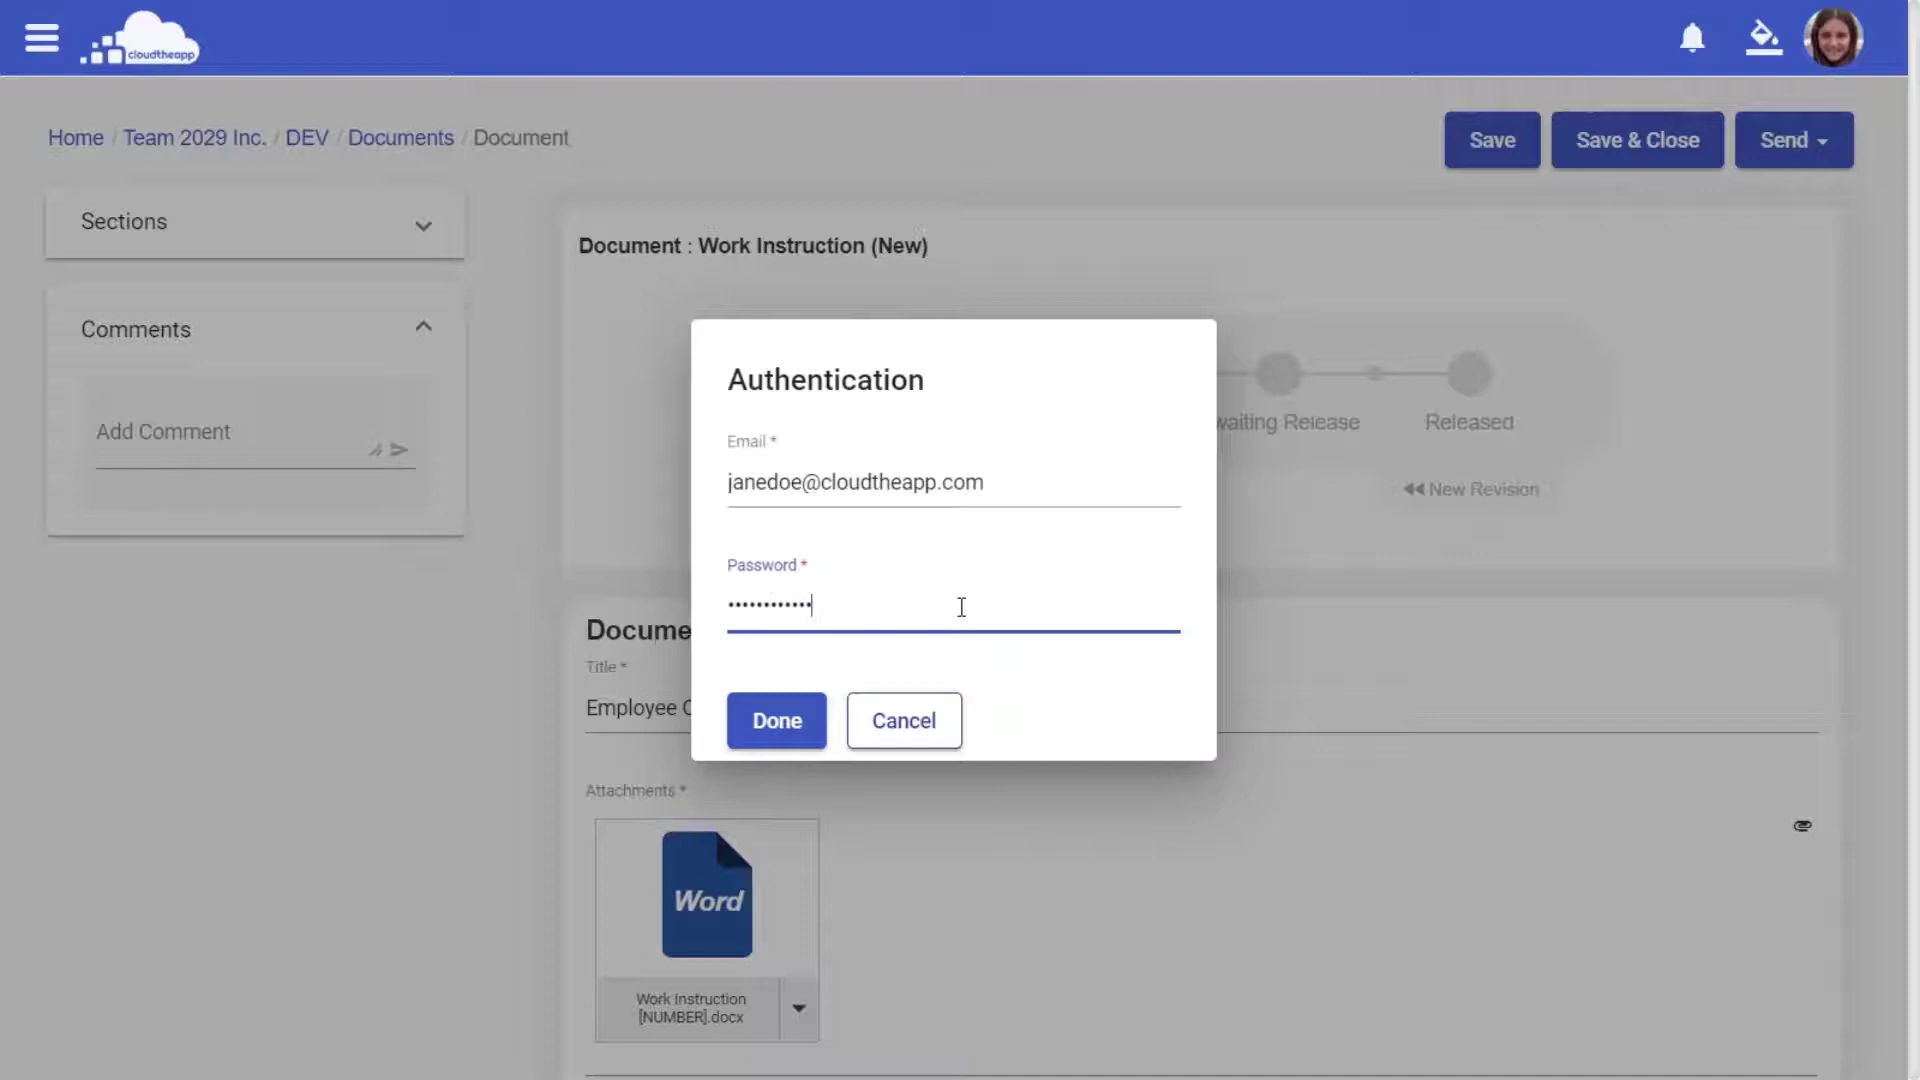 cloudtheapp
Home / Team 2029 Inc. / DEV / Documents / Document
Save
Save & Close
Send
Sections
Comments
Add Comment
Document : Work Instruction (New)
waiting Release
Released
New Revision
Authentication
Email *
janedoe@cloudtheapp.com
Password *
••••••••••••
Done
Cancel
Docume
Title *
Employee
Attachments *
Word
Work Instruction
[NUMBER].docx